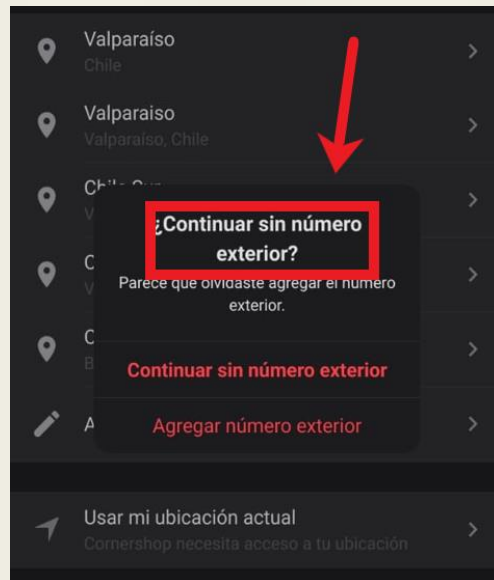 Valparaíso
Chile
Valparaiso
Valparaíso, Chile
¿Continuar sin número
exterior?
Parece que olvidaste agregar el número
exterior.
Continuar sin número exterior
Agregar número exterior
Usar mi ubicación actual
Cornershop necesita acceso a tu ubicación